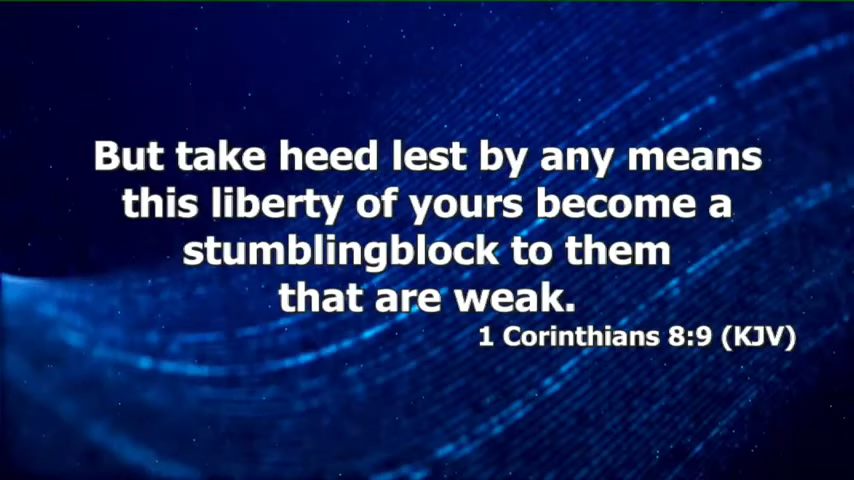 But take heed lest by any means
this liberty of yours become a
stumblingblock to them
that are weak.
1 Corinthians 8:9 (KJV)